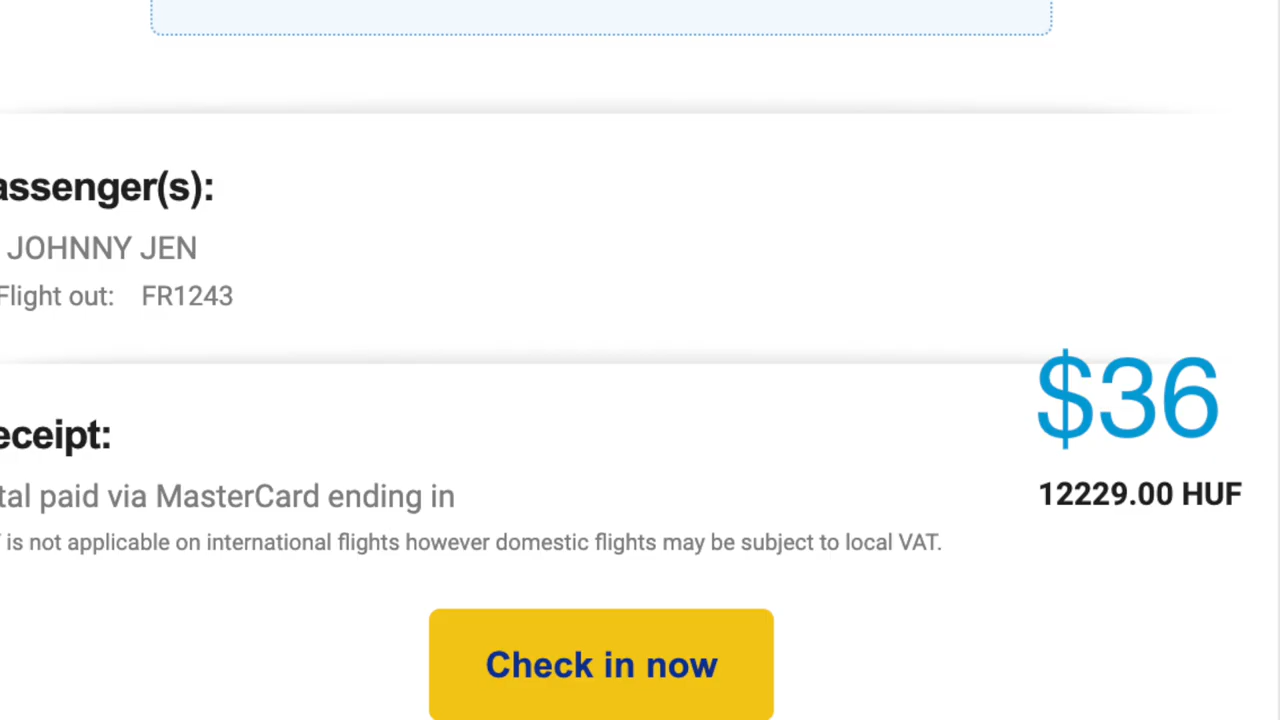 assenger(s):
JOHNNY JEN
Flight out: FR1243
$36
eceipt:
tal paid via MasterCard ending in
12229.00 HUF
is not applicable on international flights however domestic flights may be subject to local VAT.
Check in now